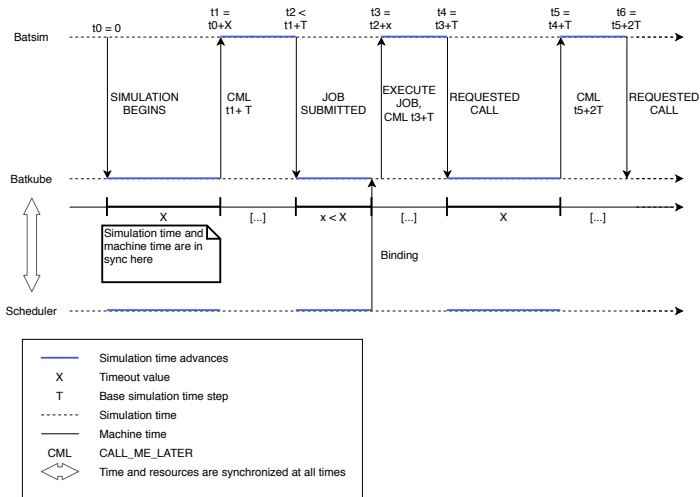 t1 =
t0+X
t2 <
t1+T
t3 =
t2+x
t4 =
t3+T
t5 =
t4+T
t6 =
t5+2T
Batsim
t0 = 0
SIMULATION
BEGINS
CML
t1+ T
JOB
SUBMITTED
EXECUTE
JOB,
CML t3+T
REQUESTED
CALL
CML
t5+2T
REQUESTED
CALL
Batkube
X
[...]
x < X
[...]
X
[...]
Simulation time and
machine time are in
sync here
Binding
Scheduler
Simulation time advances
X Timeout value
T Base simulation time step
Simulation time
Machine time
CML CALL_ME_LATER
Time and resources are synchronized at all times